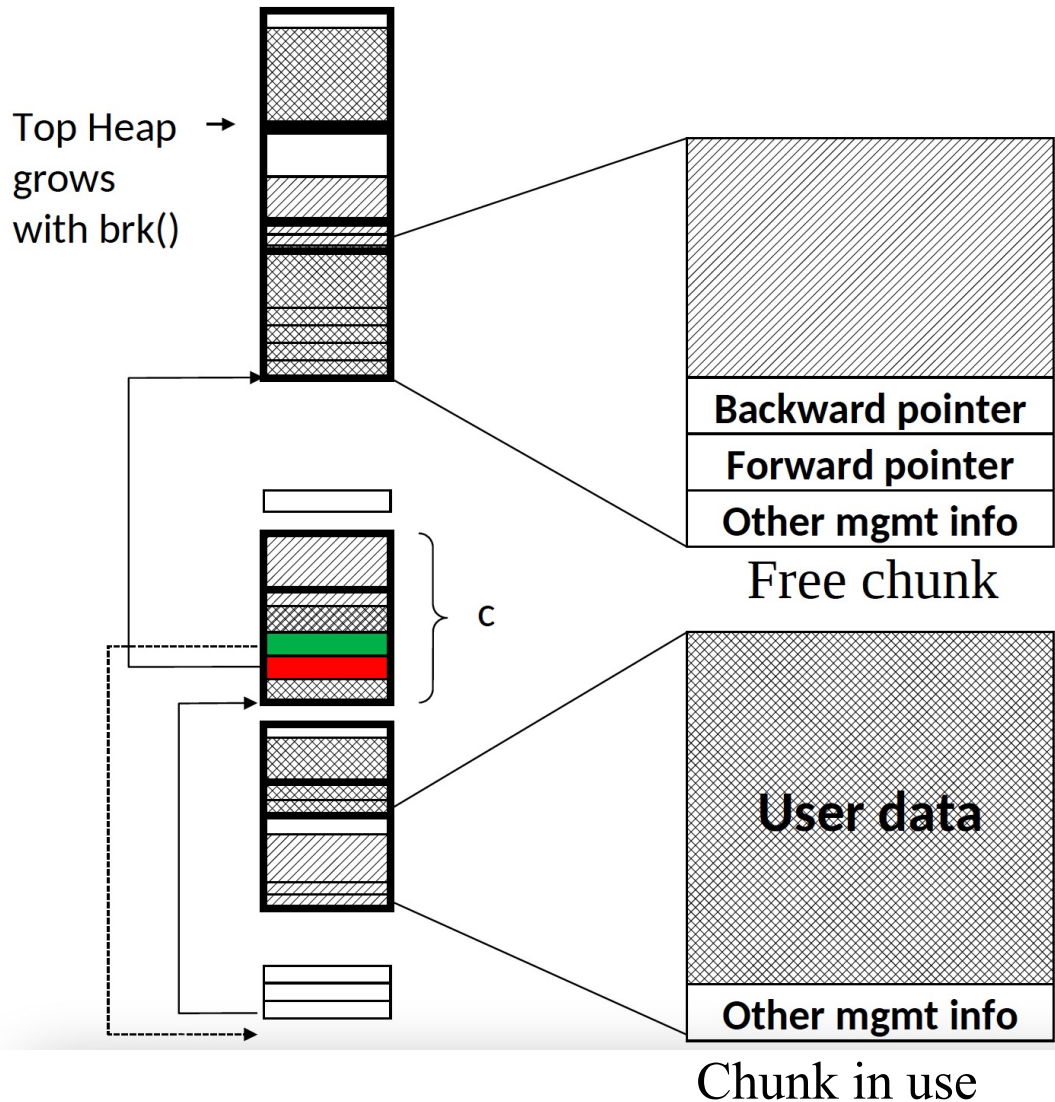 Top Heap
grows
with brk()
Backward pointer
Forward pointer
Other mgmt info
Free chunk
c
User data
Other mgmt info
Chunk in use